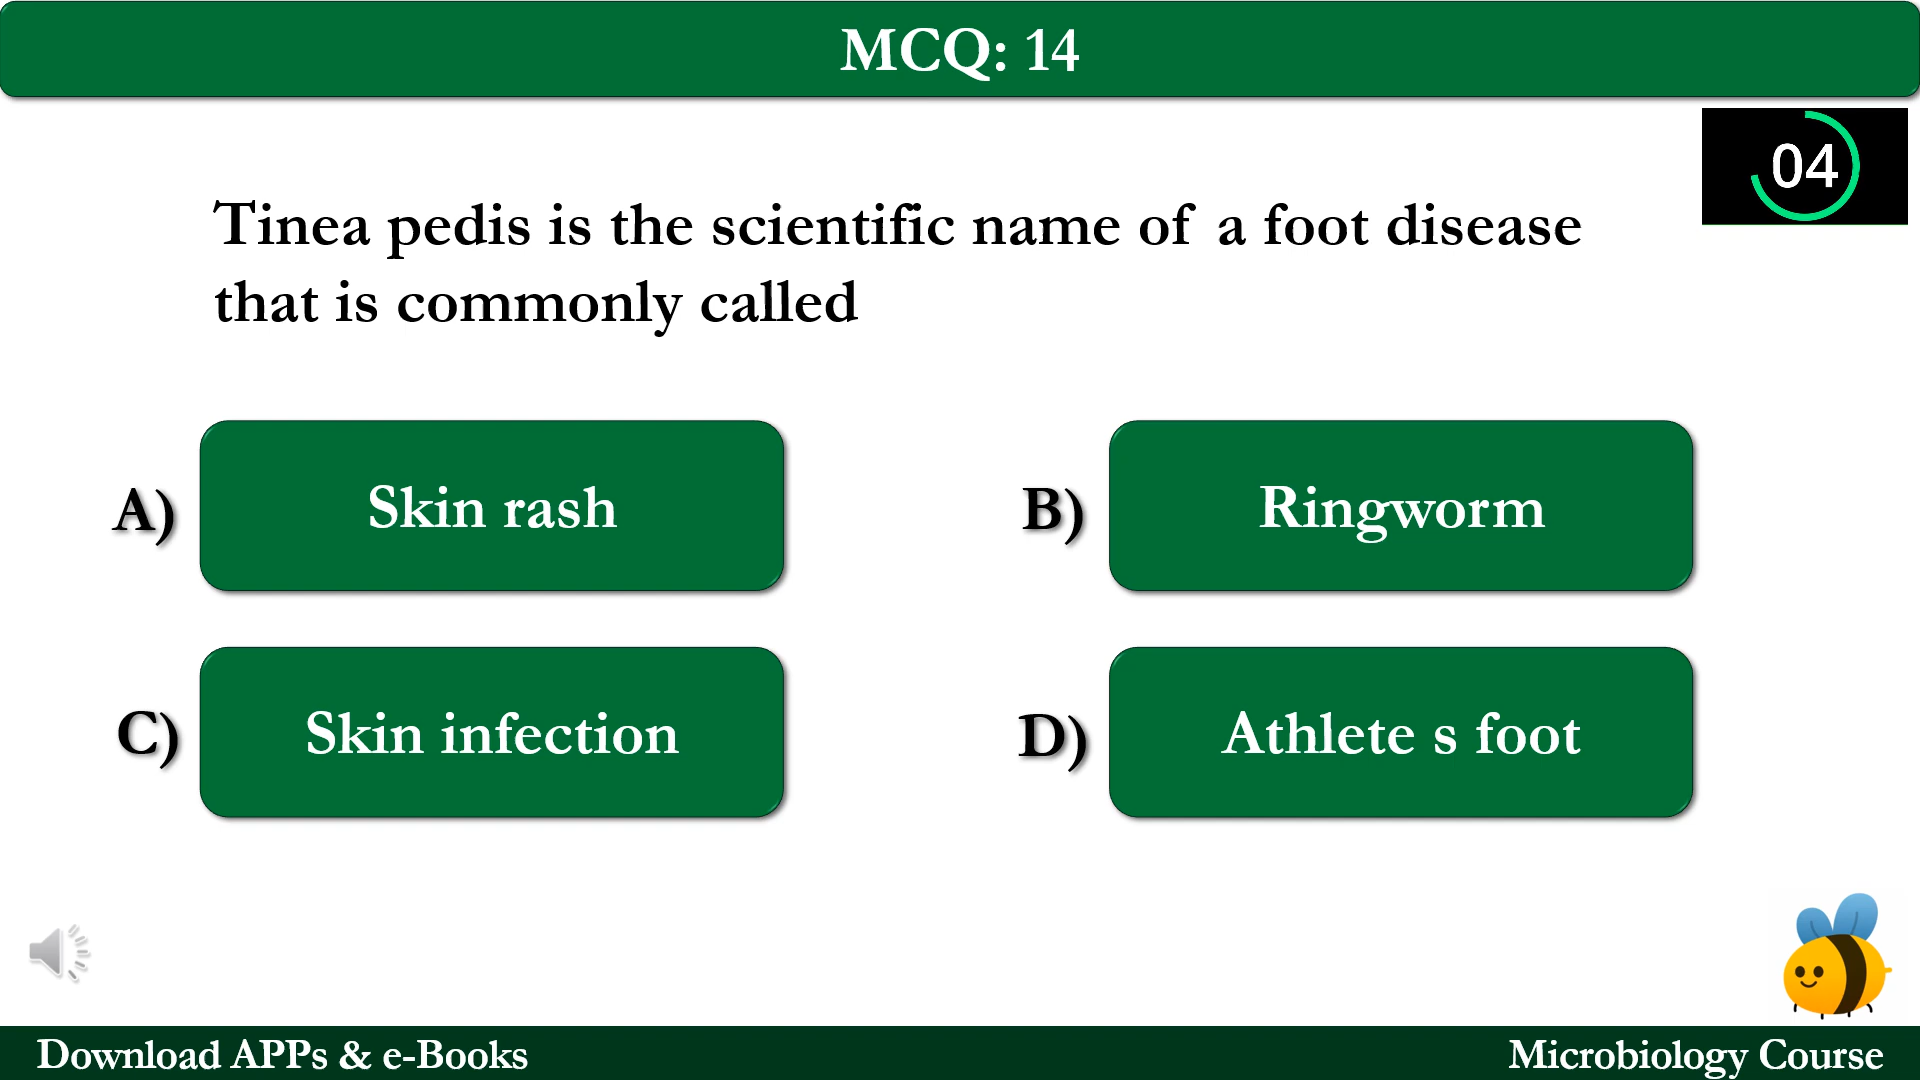 MCQ: 14
04
Tinea pedis is the scientific name of a foot disease
that is commonly called
A) Skin rash
B) Ringworm
C) Skin infection
D) Athlete s foot
Download APPs & e-Books
Microbiology Course